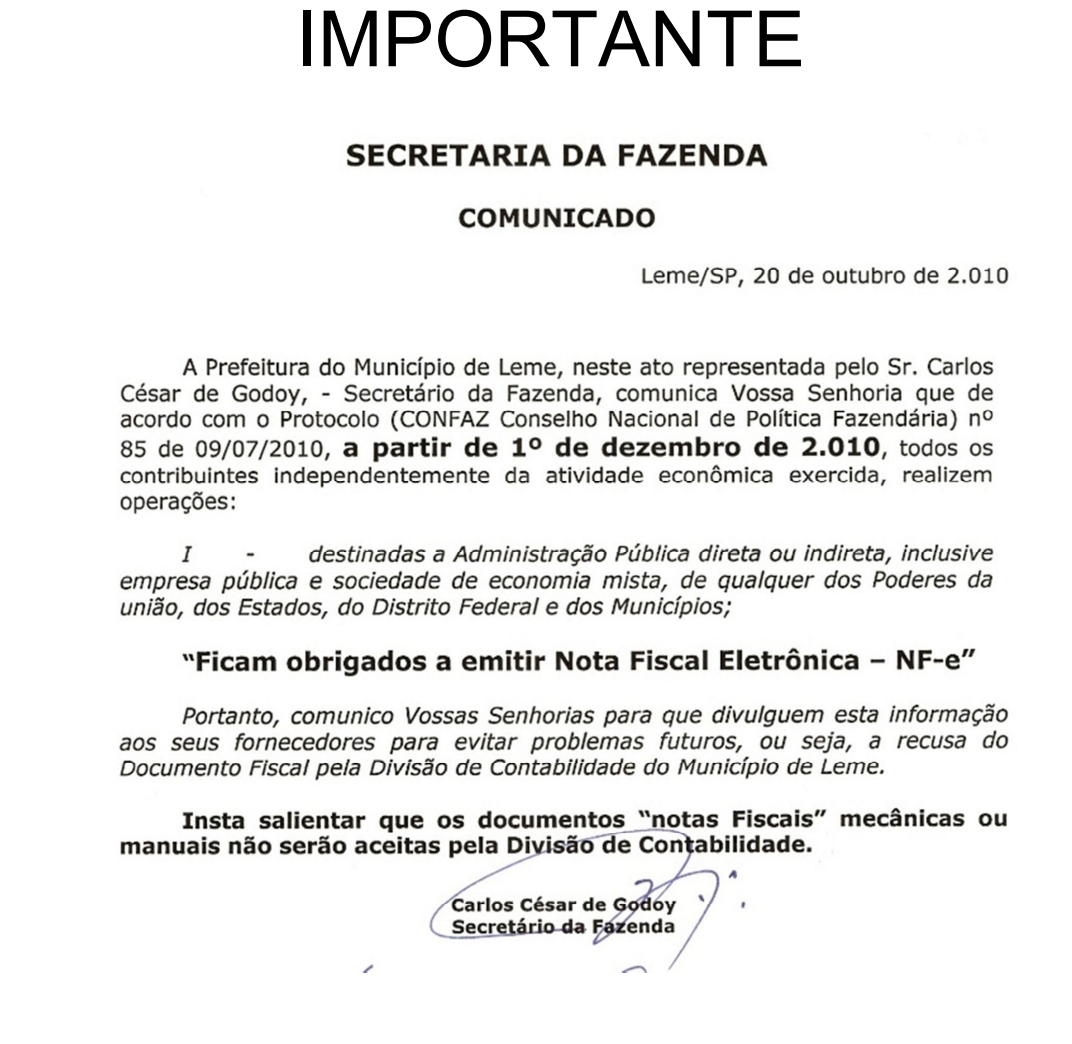 IMPORTANTE
SECRETARIA DA FAZENDA
COMUNICADO
Leme/SP, 20 de outubro de 2.010
A Prefeitura do Município de Leme, neste ato representada pelo Sr. Carlos
César de Godoy, - Secretário da Fazenda, comunica Vossa Senhoria que de
acordo com o Protocolo (CONFAZ Conselho Nacional de Política Fazendária) nº
85 de 09/07/2010, a partir de 1º de dezembro de 2.010, todos os
contribuintes independentemente da atividade econômica exercida, realizem
operações:
I - destinadas a Administração Pública direta ou indireta, inclusive
empresa pública e sociedade de economia mista, de qualquer dos Poderes da
união, dos Estados, do Distrito Federal e dos Municípios;
“Ficam obrigados a emitir Nota Fiscal Eletrônica – NF-e”
Portanto, comunico Vossas Senhorias para que divulguem esta informação
aos seus fornecedores para evitar problemas futuros, ou seja, a recusa do
Documento Fiscal pela Divisão de Contabilidade do Município de Leme.
Insta salientar que os documentos “notas Fiscais” mecânicas ou
manuais não serão aceitas pela Divisão de Contabilidade.
Carlos César de Godoy
Secretário da Fazenda